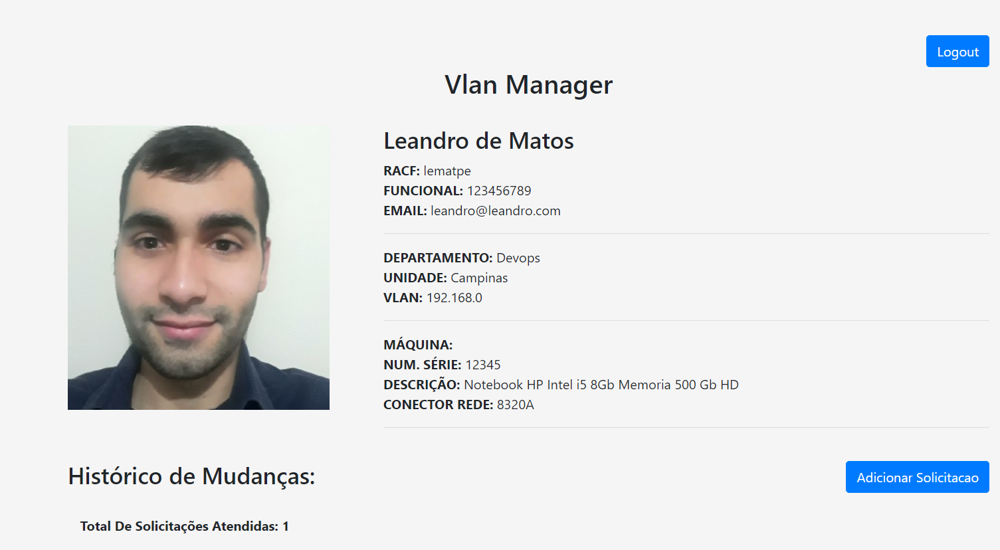 Logout
Vlan Manager
Leandro de Matos
RACF: lematpe
FUNCIONAL: 123456789
EMAIL: leandro@leandro.com
DEPARTAMENTO: Devops
UNIDADE: Campinas
VLAN: 192.168.0
MÁQUINA:
NUM. SÉRIE: 12345
DESCRIÇÃO: Notebook HP Intel i5 8Gb Memoria 500 Gb HD
CONECTOR REDE: 8320A
Histórico de Mudanças:
Adicionar Solicitacao
Total De Solicitações Atendidas: 1